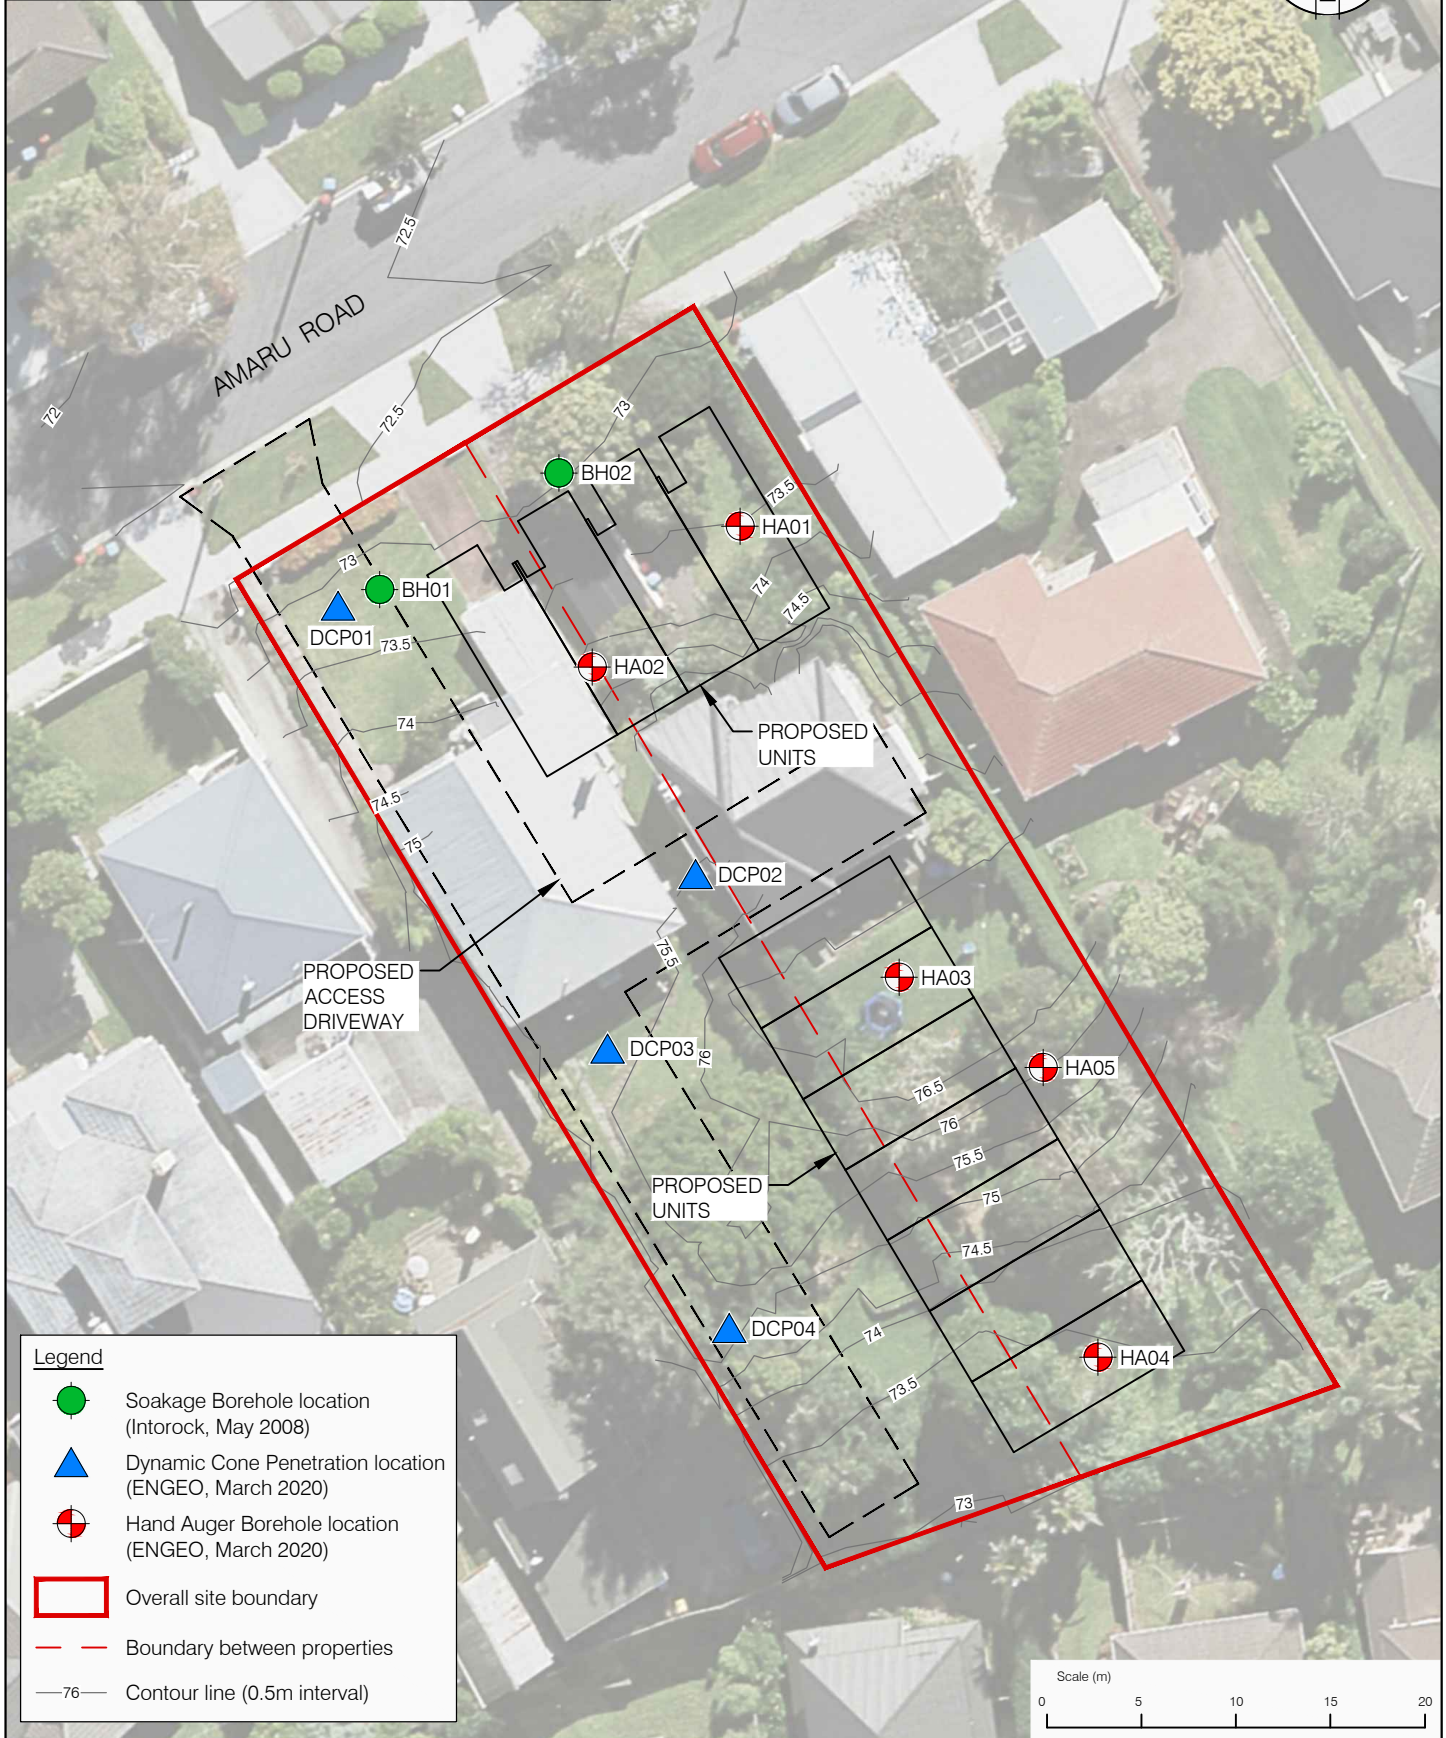 72.5
AMARU ROAD
72
72.5
73
BH02
73.5
HA01
73
BH01
74
74.5
DCP01
73.5
HA02
74
PROPOSED
UNITS
74.5
75
DCP02
75.5
PROPOSED
ACCESS
DRIVEWAY
HA03
DCP03
76
HA05
76.5
76
75.5
PROPOSED
UNITS
75
74.5
DCP04
74
HA04
73.5
73
Legend
Soakage Borehole location
(Intorock, May 2008)
Dynamic Cone Penetration location
(ENGEO, March 2020)
Hand Auger Borehole location
(ENGEO, March 2020)
Overall site boundary
Boundary between properties
76 Contour line (0.5m interval)
Scale (m)
0 5 10 15 20